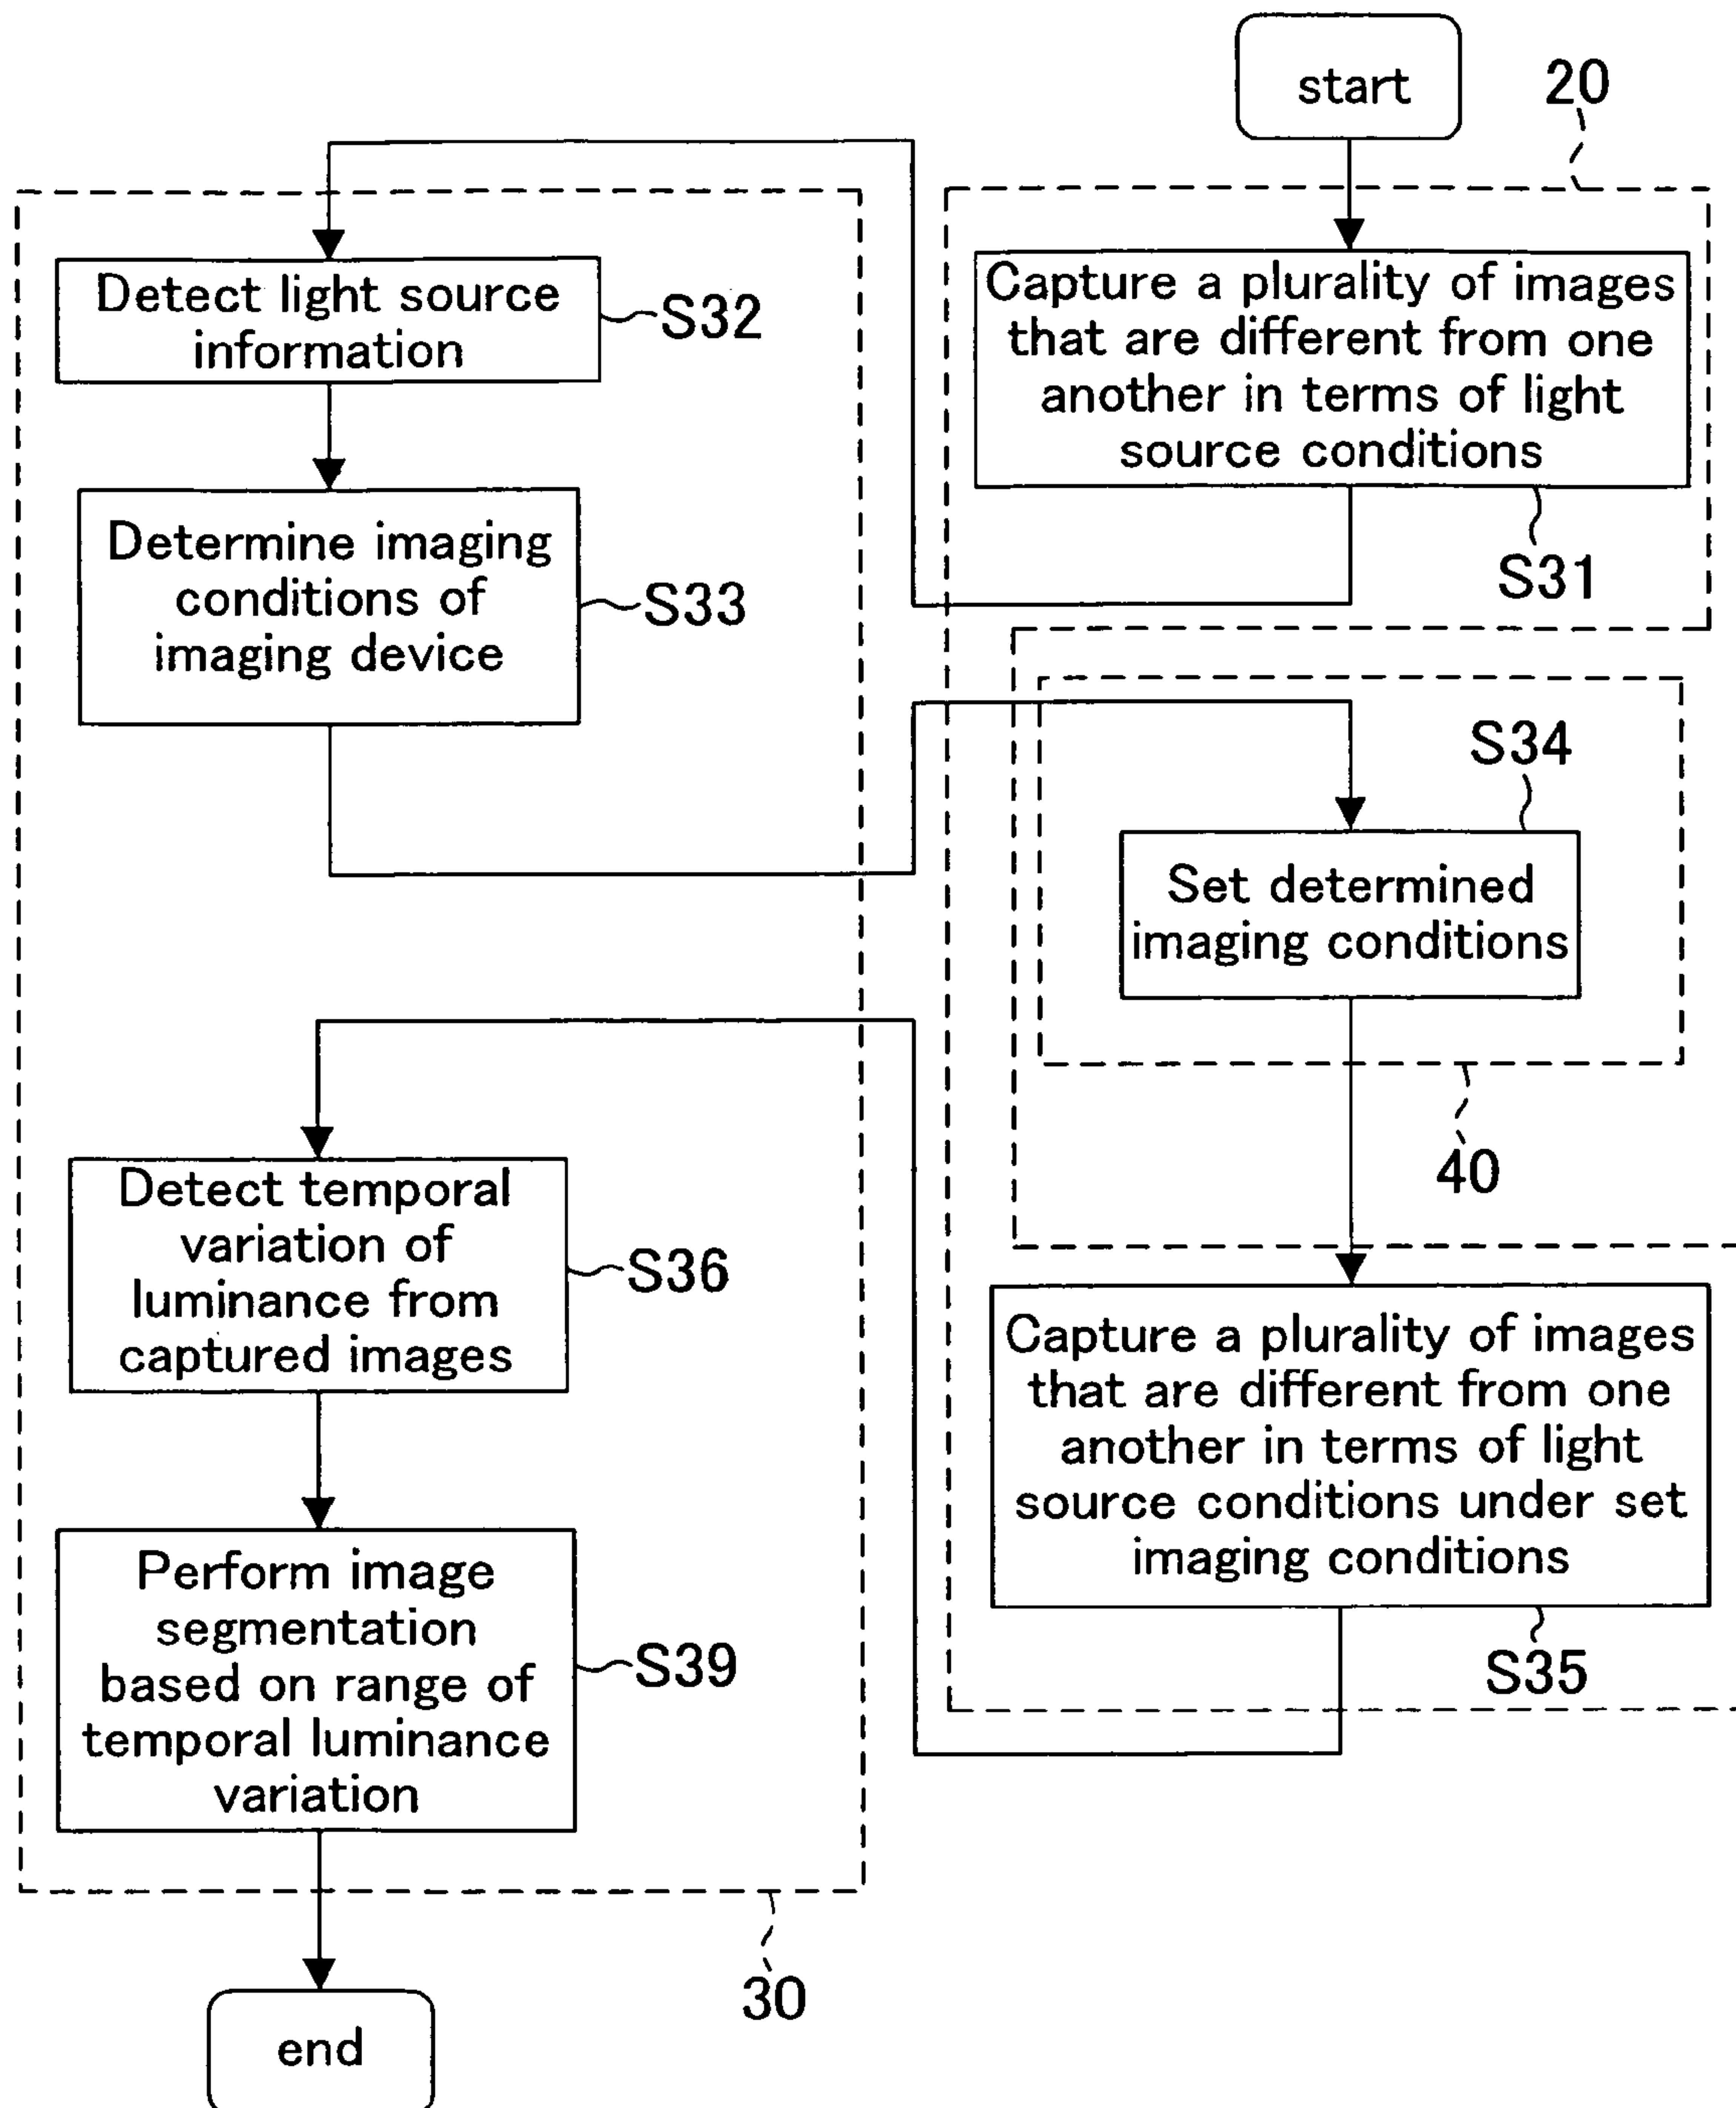 start
20
Capture a plurality of images
that are different from one
another in terms of light
source conditions
S31
Detect light source
information
S32
Determine imaging
conditions of
imaging device
S33
S34
Set determined
imaging conditions
40
Capture a plurality of images
that are different from one
another in terms of light
source conditions under set
imaging conditions
S35
Detect temporal
variation of
luminance from
captured images
S36
Perform image
segmentation
based on range of
temporal luminance
variation
S39
30
end